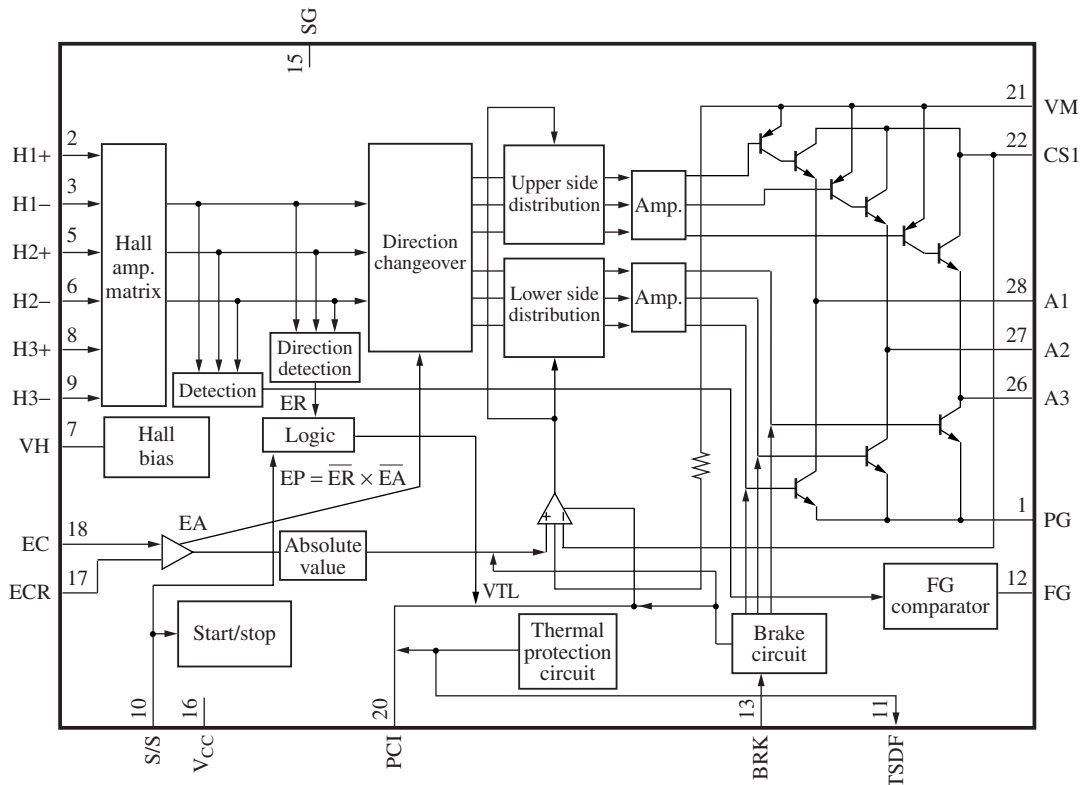 SG
15
21
VM
22
CS1
2
H1+
3
H1−
5
H2+
6
H2−
8
H3+
9
H3−
7
VH
Hall
amp.
matrix
Direction
changeover
Upper side
distribution
Amp.
Lower side
distribution
Amp.
28
A1
27
A2
26
A3
Direction
detection
Detection
ER
Logic
Hall
bias
EP = \overline{ER} × \overline{EA}
EA
18
EC
17
ECR
Absolute
value
+
−
1
PG
VTL
12
FG
FG
comparator
Start/stop
Thermal
protection
circuit
Brake
circuit
10
S/S
16
VCC
20
PCI
13
BRK
11
TSDF